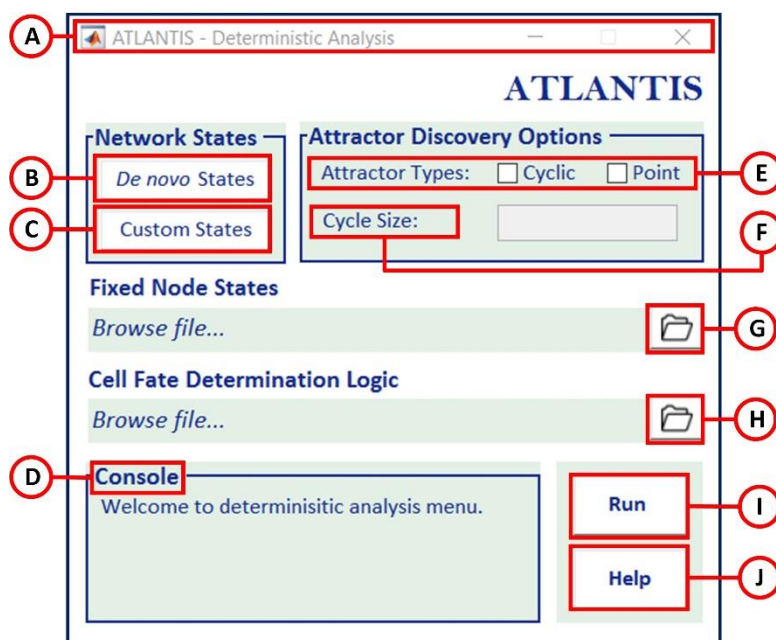 A
ATLANTIS - Deterministic Analysis
ATLANTIS
Network States
B
De novo States
C
Custom States
Attractor Discovery Options
Attractor Types: Cyclic Point
E
Cycle Size:
F
Fixed Node States
Browse file...
G
Cell Fate Determination Logic
Browse file...
H
D
Console
Welcome to determinisitic analysis menu.
Run
I
Help
J